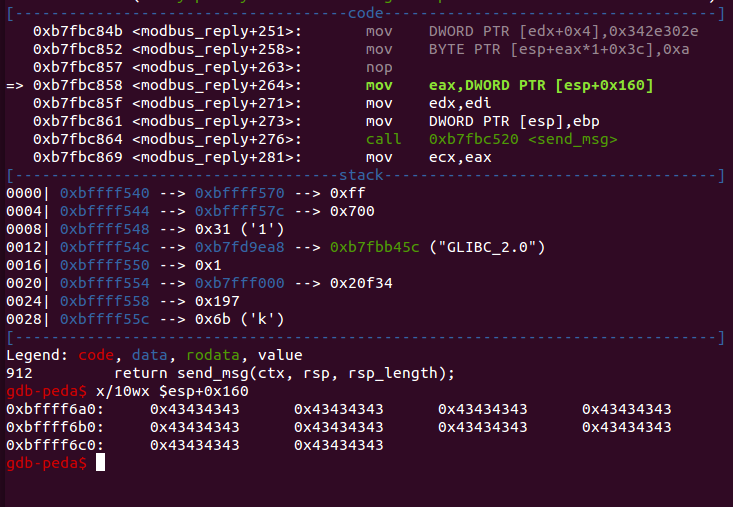 [-------------------------------------code-------------------------------------]
   0xb7fbc84b <modbus_reply+251>:	mov    DWORD PTR [edx+0x4],0x342e302e
   0xb7fbc852 <modbus_reply+258>:	mov    BYTE PTR [esp+eax*1+0x3c],0xa
   0xb7fbc857 <modbus_reply+263>:	nop
=> 0xb7fbc858 <modbus_reply+264>:	mov    eax,DWORD PTR [esp+0x160]
   0xb7fbc85f <modbus_reply+271>:	mov    edx,edi
   0xb7fbc861 <modbus_reply+273>:	mov    DWORD PTR [esp],ebp
   0xb7fbc864 <modbus_reply+276>:	call   0xb7fbc520 <send_msg>
   0xb7fbc869 <modbus_reply+281>:	mov    ecx,eax
[------------------------------------stack-------------------------------------]
0000| 0xbffff540 --> 0xbffff570 --> 0xff
0004| 0xbffff544 --> 0xbffff57c --> 0x700
0008| 0xbffff548 --> 0x31 ('1')
0012| 0xbffff54c --> 0xb7fd9ea8 --> 0xb7fbb45c ("GLIBC_2.0")
0016| 0xbffff550 --> 0x1
0020| 0xbffff554 --> 0xb7fff000 --> 0x20f34
0024| 0xbffff558 --> 0x197
0028| 0xbffff55c --> 0x6b ('k')
[------------------------------------------------------------------------------]
Legend: code, data, rodata, value
912	    return send_msg(ctx, rsp, rsp_length);
gdb-peda$ x/10wx $esp+0x160
0xbffff6a0:	0x43434343	0x43434343	0x43434343	0x43434343
0xbffff6b0:	0x43434343	0x43434343	0x43434343	0x43434343
0xbffff6c0:	0x43434343	0x43434343
gdb-peda$